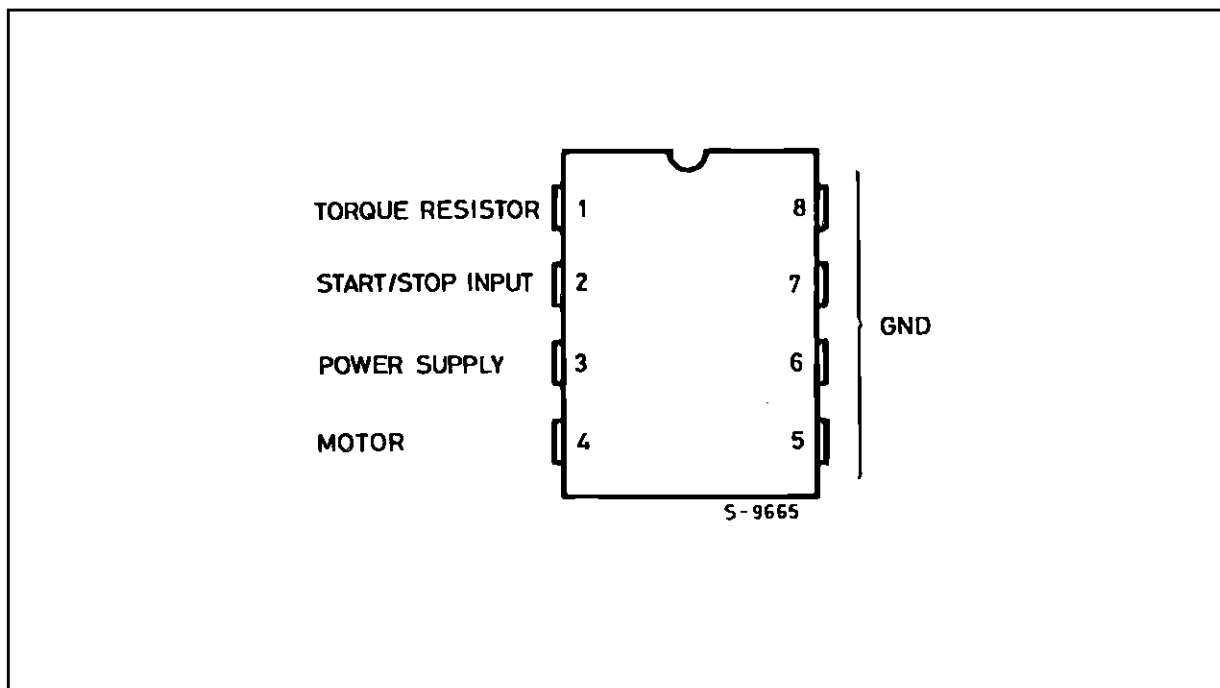 TORQUE RESISTOR 1 8
START/STOP INPUT 2 7
GND
POWER SUPPLY 3 6
MOTOR 4 5
S-9665